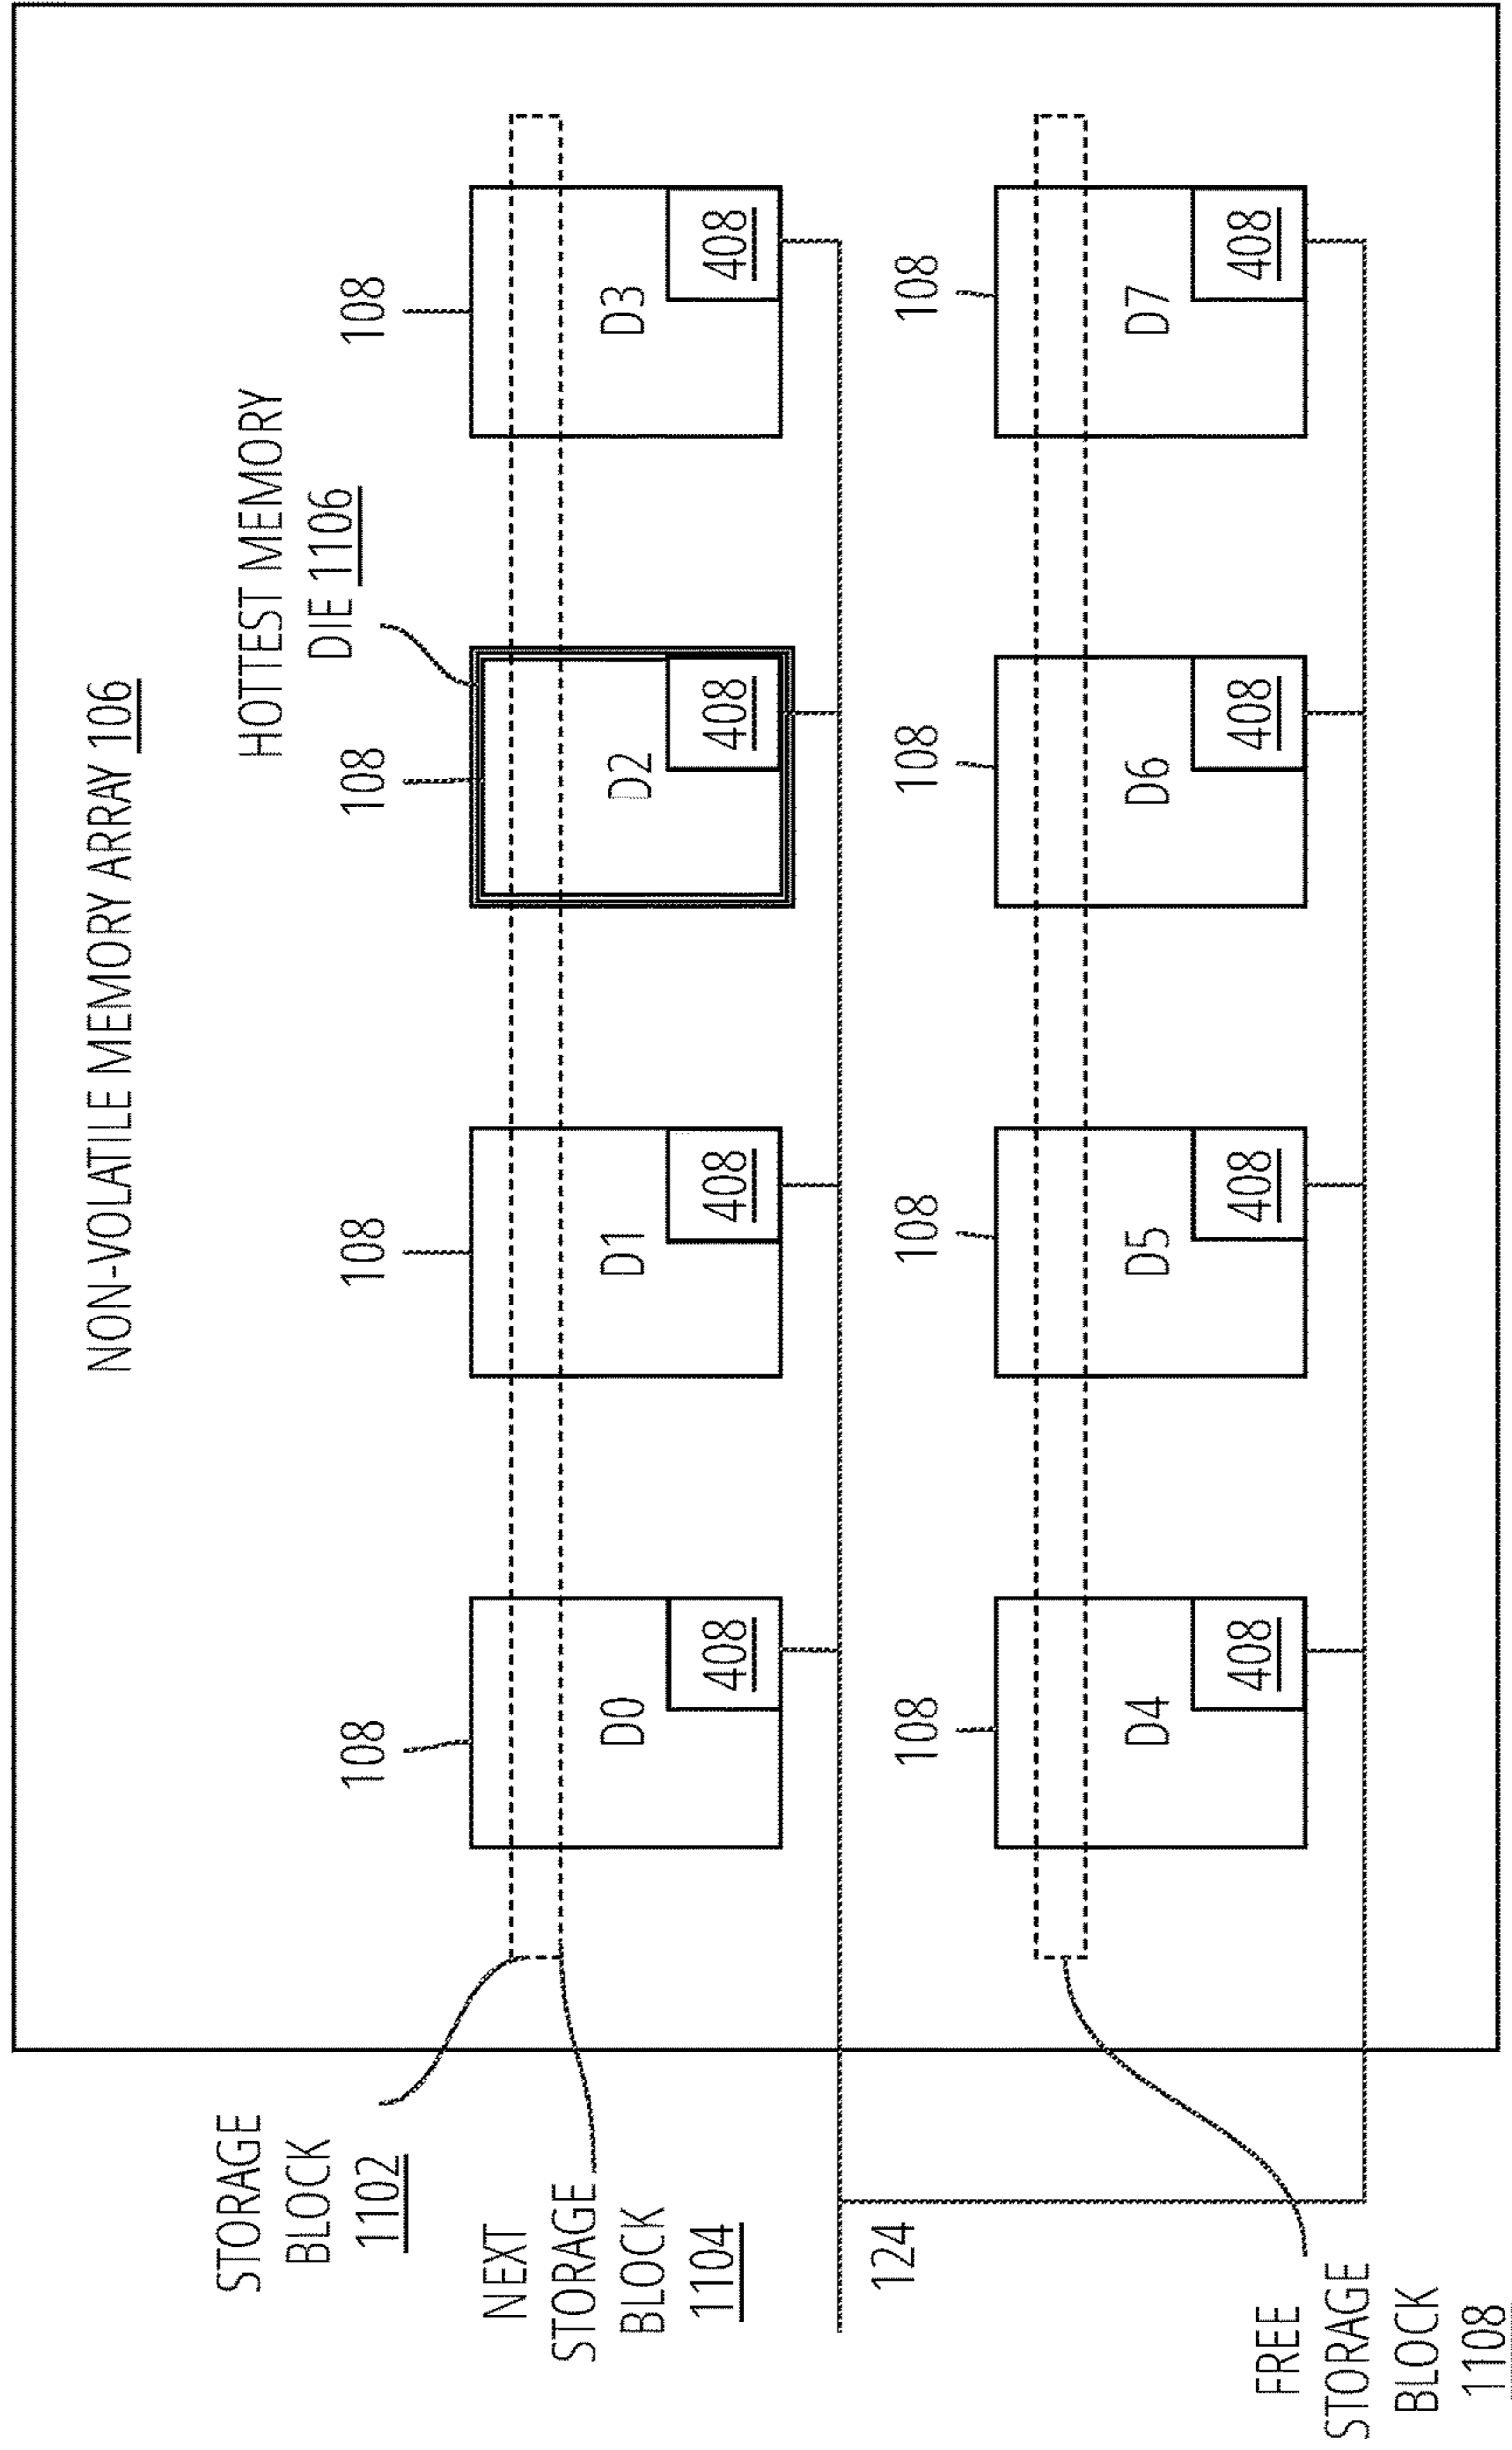 NON-VOLATILE MEMORY ARRAY 106
HOTTEST MEMORY
DIE 1106
STORAGE
BLOCK
1102
108
108
108
108
NEXT
STORAGE
BLOCK
1104
D0
D1
D2
D3
408
408
408
408
124
108
108
108
108
D4
D5
D6
D7
408
408
408
408
FREE
STORAGE
BLOCK
1108